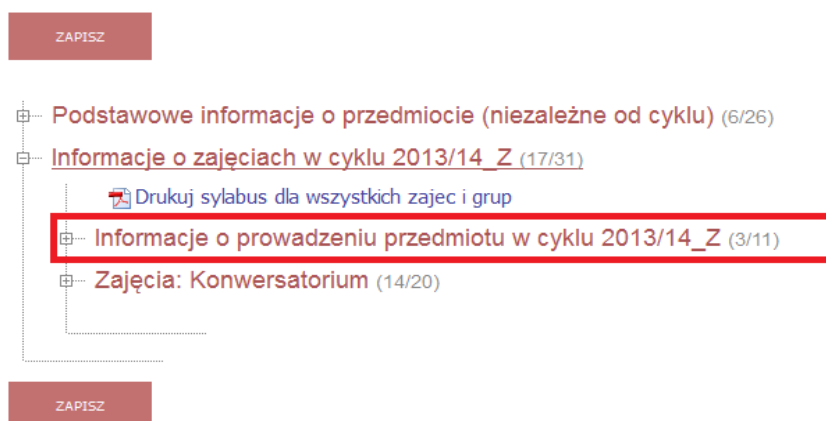 ZAPISZ
Podstawowe informacje o przedmiocie (niezależne od cyklu) (6/26)
Informacje o zajęciach w cyklu 2013/14_Z (17/31)
Drukuj sylabus dla wszystkich zajec i grup
Informacje o prowadzeniu przedmiotu w cyklu 2013/14_Z (3/11)
Zajęcia: Konwersatorium (14/20)
ZAPISZ